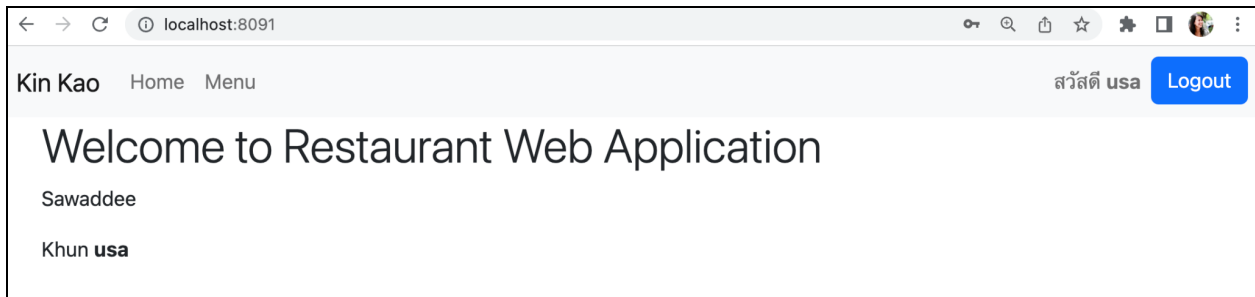 localhost:8091
Kin Kao Home Menu สวัสดี usa Logout
Welcome to Restaurant Web Application
Sawaddee
Khun usa